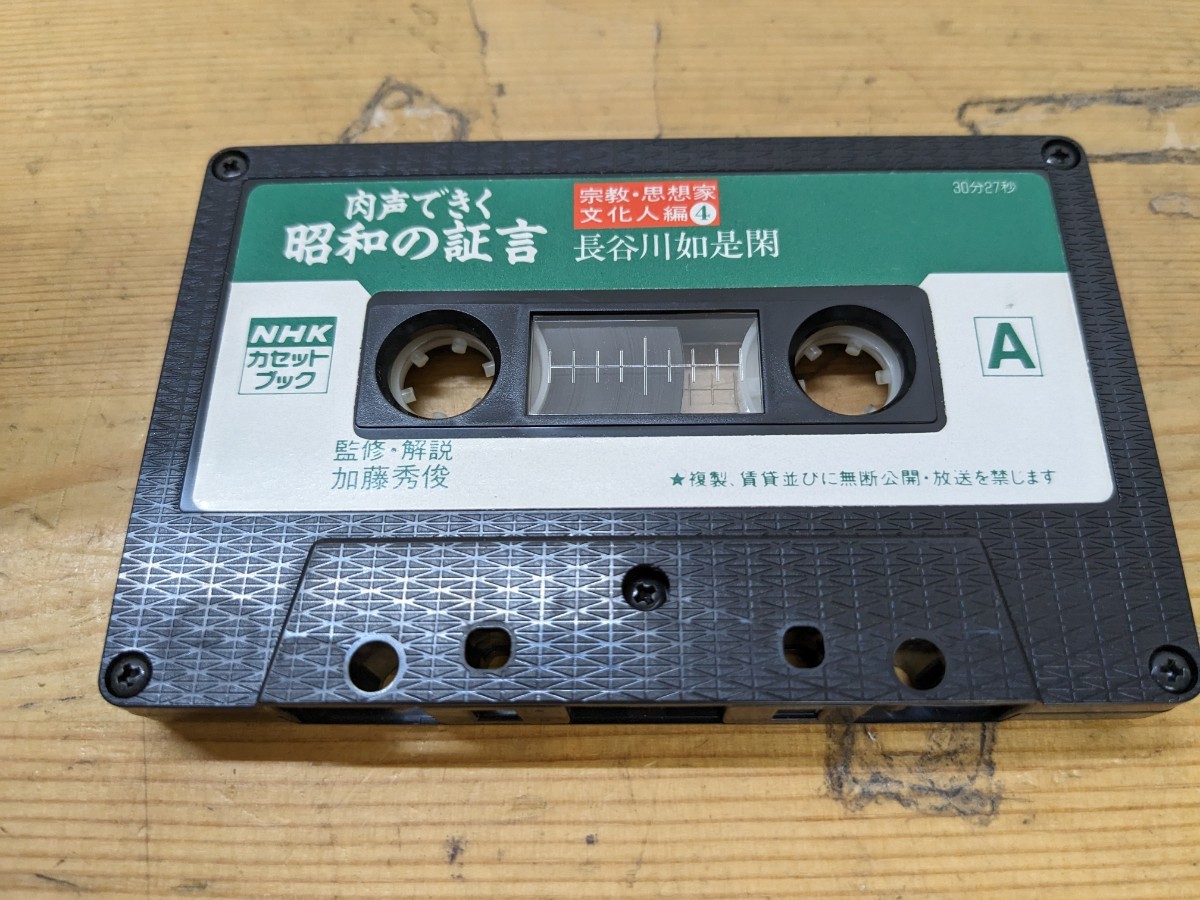 肉声できく
昭和の証言
宗教・思想家
文化人編④
長谷川如是閑
30分27秒
NHK
カセット
ブック
A
監修・解説
加藤秀俊
★複製、賃貸並びに無断公開・放送を禁じます